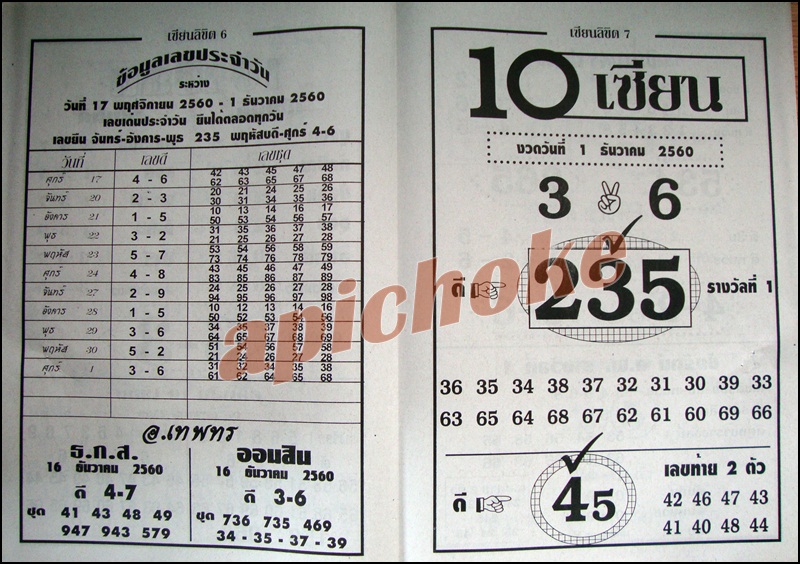 เซียนลิขิต 6
ข้อมูลเลขประจำวัน
ระหว่าง
วันที่ 17 พฤศจิกายน 2560 - 1 ธันวาคม 2560
เลขเด่นประจำวัน ยืนได้ตลอดทุกวัน
เลขยืน จันทร์-อังคาร-พุธ 235 พฤหัสบดี-ศุกร์ 4-6
วันที่ เลขดี เลขชุด
ศุกร์ 17 4 - 6 42 43 45 47 48
62 63 65 67 68
จันทร์ 20 2 - 3 20 21 24 25 26
30 31 34 35 36
อังคาร 21 1 - 5 10 13 14 16 17
50 53 54 56 57
พุธ 22 3 - 2 31 35 36 37 38
21 25 26 27 28
พฤหัส 23 5 - 7 53 54 56 58 59
73 74 76 78 79
ศุกร์ 24 4 - 8 43 45 46 47 49
83 85 86 87 89
จันทร์ 27 2 - 9 24 25 26 27 28
94 95 96 97 98
อังคาร 28 1 - 5 10 12 13 14 16
50 52 53 54 56
พุธ 29 3 - 6 34 35 37 38 39
64 65 67 68 69
พฤหัส 30 5 - 2 51 54 56 57 58
21 24 26 27 28
ศุกร์ 1 3 - 6 31 32 34 35 38
61 62 64 65 68
อ.เทพทร
ธ.ก.ส.
16 ธันวาคม 2560
ดี 4-7
ชุด 41 43 48 49
947 943 579
ออนสิน
16 ธันวาคม 2560
ดี 3-6
ชุด 736 735 469
34 - 35 - 37 - 39
เซียนลิขิต 7
10 เซียน
งวดวันที่ 1 ธันวาคม 2560
3 6
ดี 235 รางวัลที่ 1
36 35 34 38 37 32 31 30 39 33
63 65 64 68 67 62 61 60 69 66
ดี 45
เลขท้าย 2 ตัว
42 46 47 43
41 40 48 44
apichoke